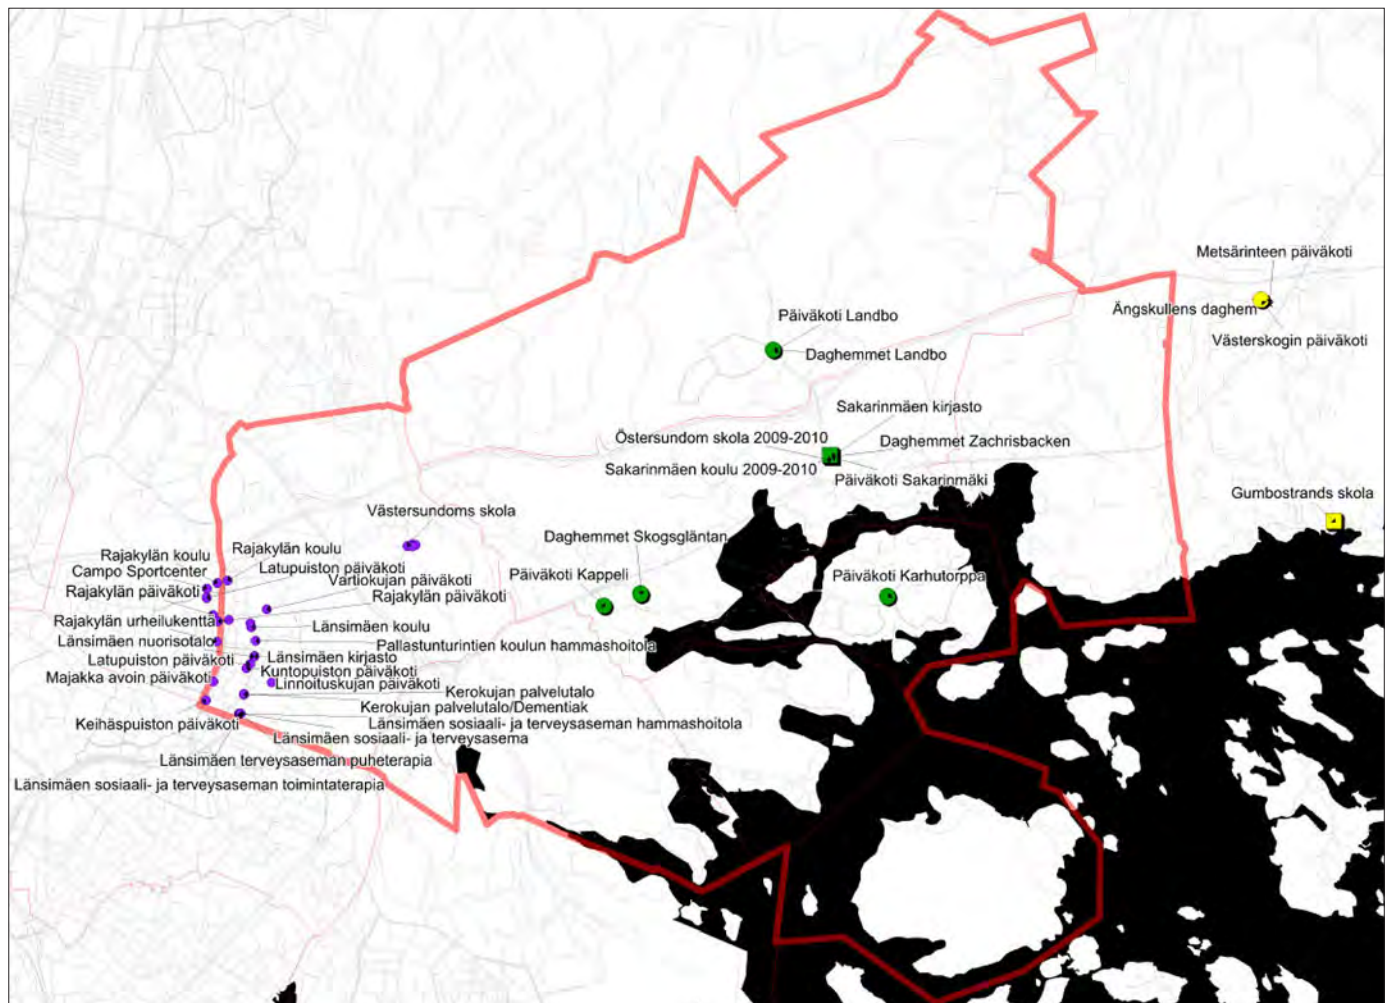 Metsärinteen päiväkoti
Ängskullens daghem
Västerskogin päiväkoti
Päiväkoti Landbo
Daghemmet Landbo
Sakarinmäen kirjasto
Östersundom skola 2009-2010
Daghemmet Zachrisbacken
Sakarinmäen koulu 2009-2010
Päiväkoti Sakarinmäki
Gumbostrands skola
Västersundoms skola
Daghemmet Skogsgläntan
Päiväkoti Kappeli
Päiväkoti Karhutorppa
Rajakylän koulu
Rajakylän koulu
Campo Sportcenter
Latupuiston päiväkoti
Vartiokujan päiväkoti
Rajakylän päiväkoti
Rajakylän päiväkoti
Rajakylän urheilukenttä
Länsimäen koulu
Länsimäen nuorisotalo
Pallastunturintien koulun hammashoitola
Latupuiston päiväkoti
Länsimäen kirjasto
Kuntopuiston päiväkoti
Majakka avoin päiväkoti
Linnoituskujan päiväkoti
Kerokujan palvelutalo
Kerokujan palvelutalo/Dementiak
Keihäspuiston päiväkoti
Länsimäen sosiaali- ja terveysaseman hammashoitola
Länsimäen sosiaali- ja terveysasema
Länsimäen terveysaseman puheterapia
Länsimäen sosiaali- ja terveysaseman toimintaterapia